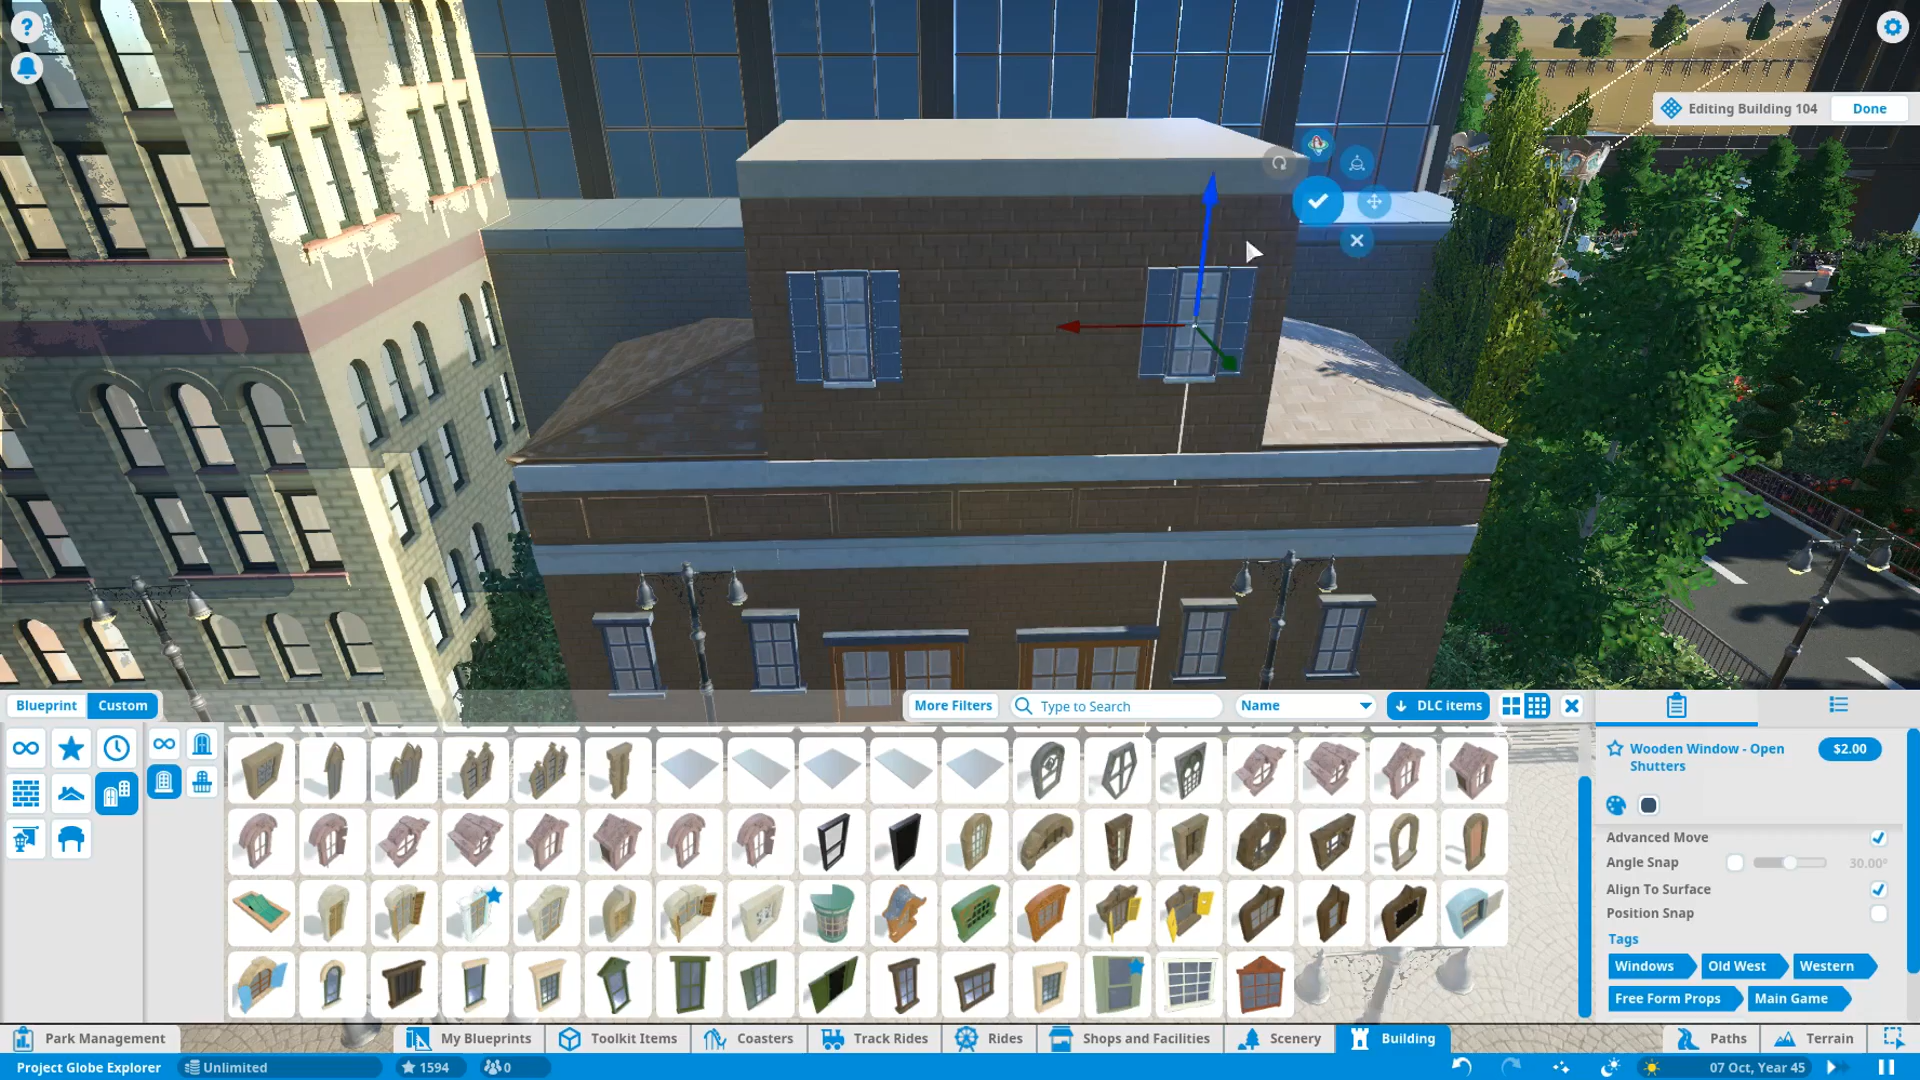 ?
Editing Building 104 Done
Blueprint Custom More Filters Type to Search Name DLC items
Wooden Window - Open Shutters $2.00
Advanced Move
Angle Snap 30.00°
Align To Surface
Position Snap
Tags
Windows Old West Western
Free Form Props Main Game
Park Management My Blueprints Toolkit Items Coasters Track Rides Rides Shops and Facilities Scenery Building Paths Terrain
Project Globe Explorer Unlimited 1594 0 07 Oct, Year 45